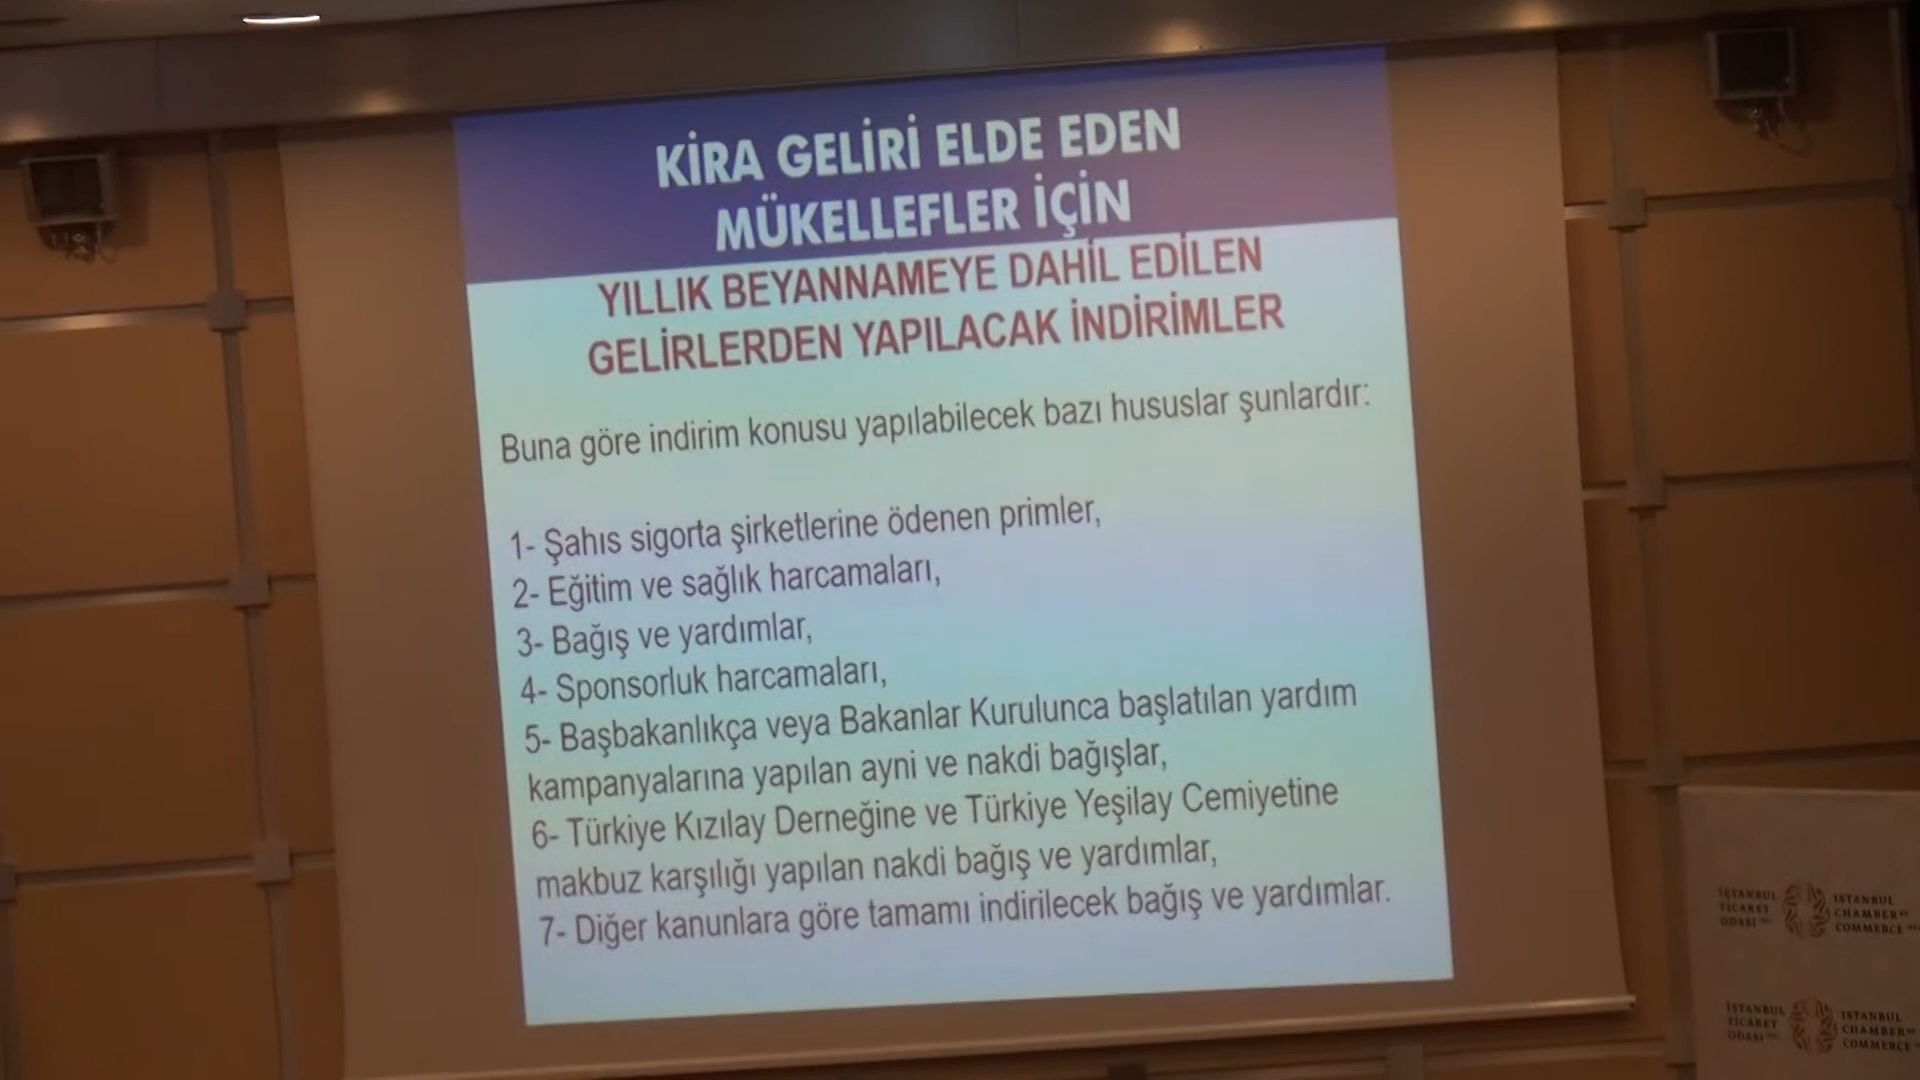 KİRA GELİRİ ELDE EDEN
MÜKELLEFLER İÇİN
YILLIK BEYANNAMEYE DAHİL EDİLEN
GELİRLERDEN YAPILACAK İNDİRİMLER
Buna göre indirim konusu yapılabilecek bazı hususlar şunlardır:
1- Şahıs sigorta şirketlerine ödenen primler,
2- Eğitim ve sağlık harcamaları,
3- Bağış ve yardımlar,
4- Sponsorluk harcamaları,
5- Başbakanlıkça veya Bakanlar Kurulunca başlatılan yardım
kampanyalarına yapılan ayni ve nakdi bağışlar,
6- Türkiye Kızılay Derneğine ve Türkiye Yeşilay Cemiyetine
makbuz karşılığı yapılan nakdi bağış ve yardımlar,
7- Diğer kanunlara göre tamamı indirilecek bağış ve yardımlar.
İSTANBUL
TİCARET
ODASI
ISTANBUL
CHAMBER OF
COMMERCE
İSTANBUL
TİCARET
ODASI
ISTANBUL
CHAMBER OF
COMMERCE